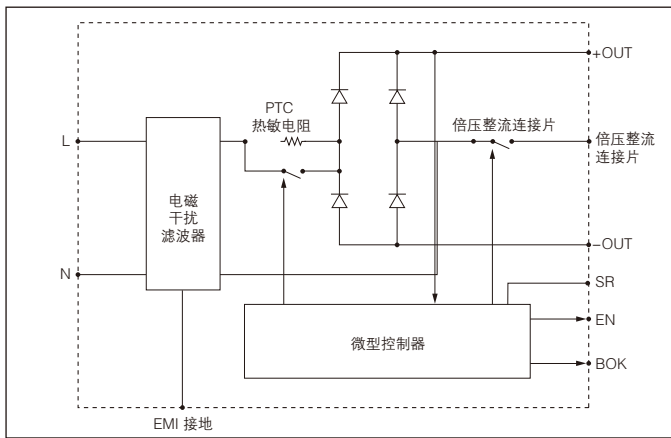 +OUT
PTC
热敏电阻
倍压整流连接片
L
倍压整流
连接片
电磁
干扰
滤波器
-OUT
N
SR
EN
微型控制器
BOK
EMI 接地